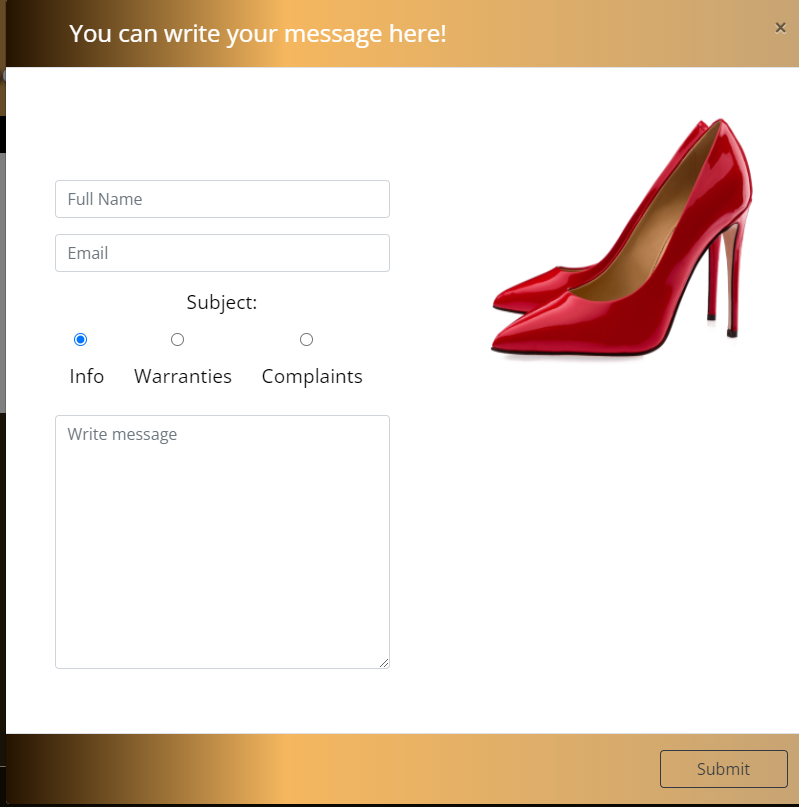 You can write your message here!
×
Full Name
Email
Subject:
Info Warranties Complaints
Write message
Submit